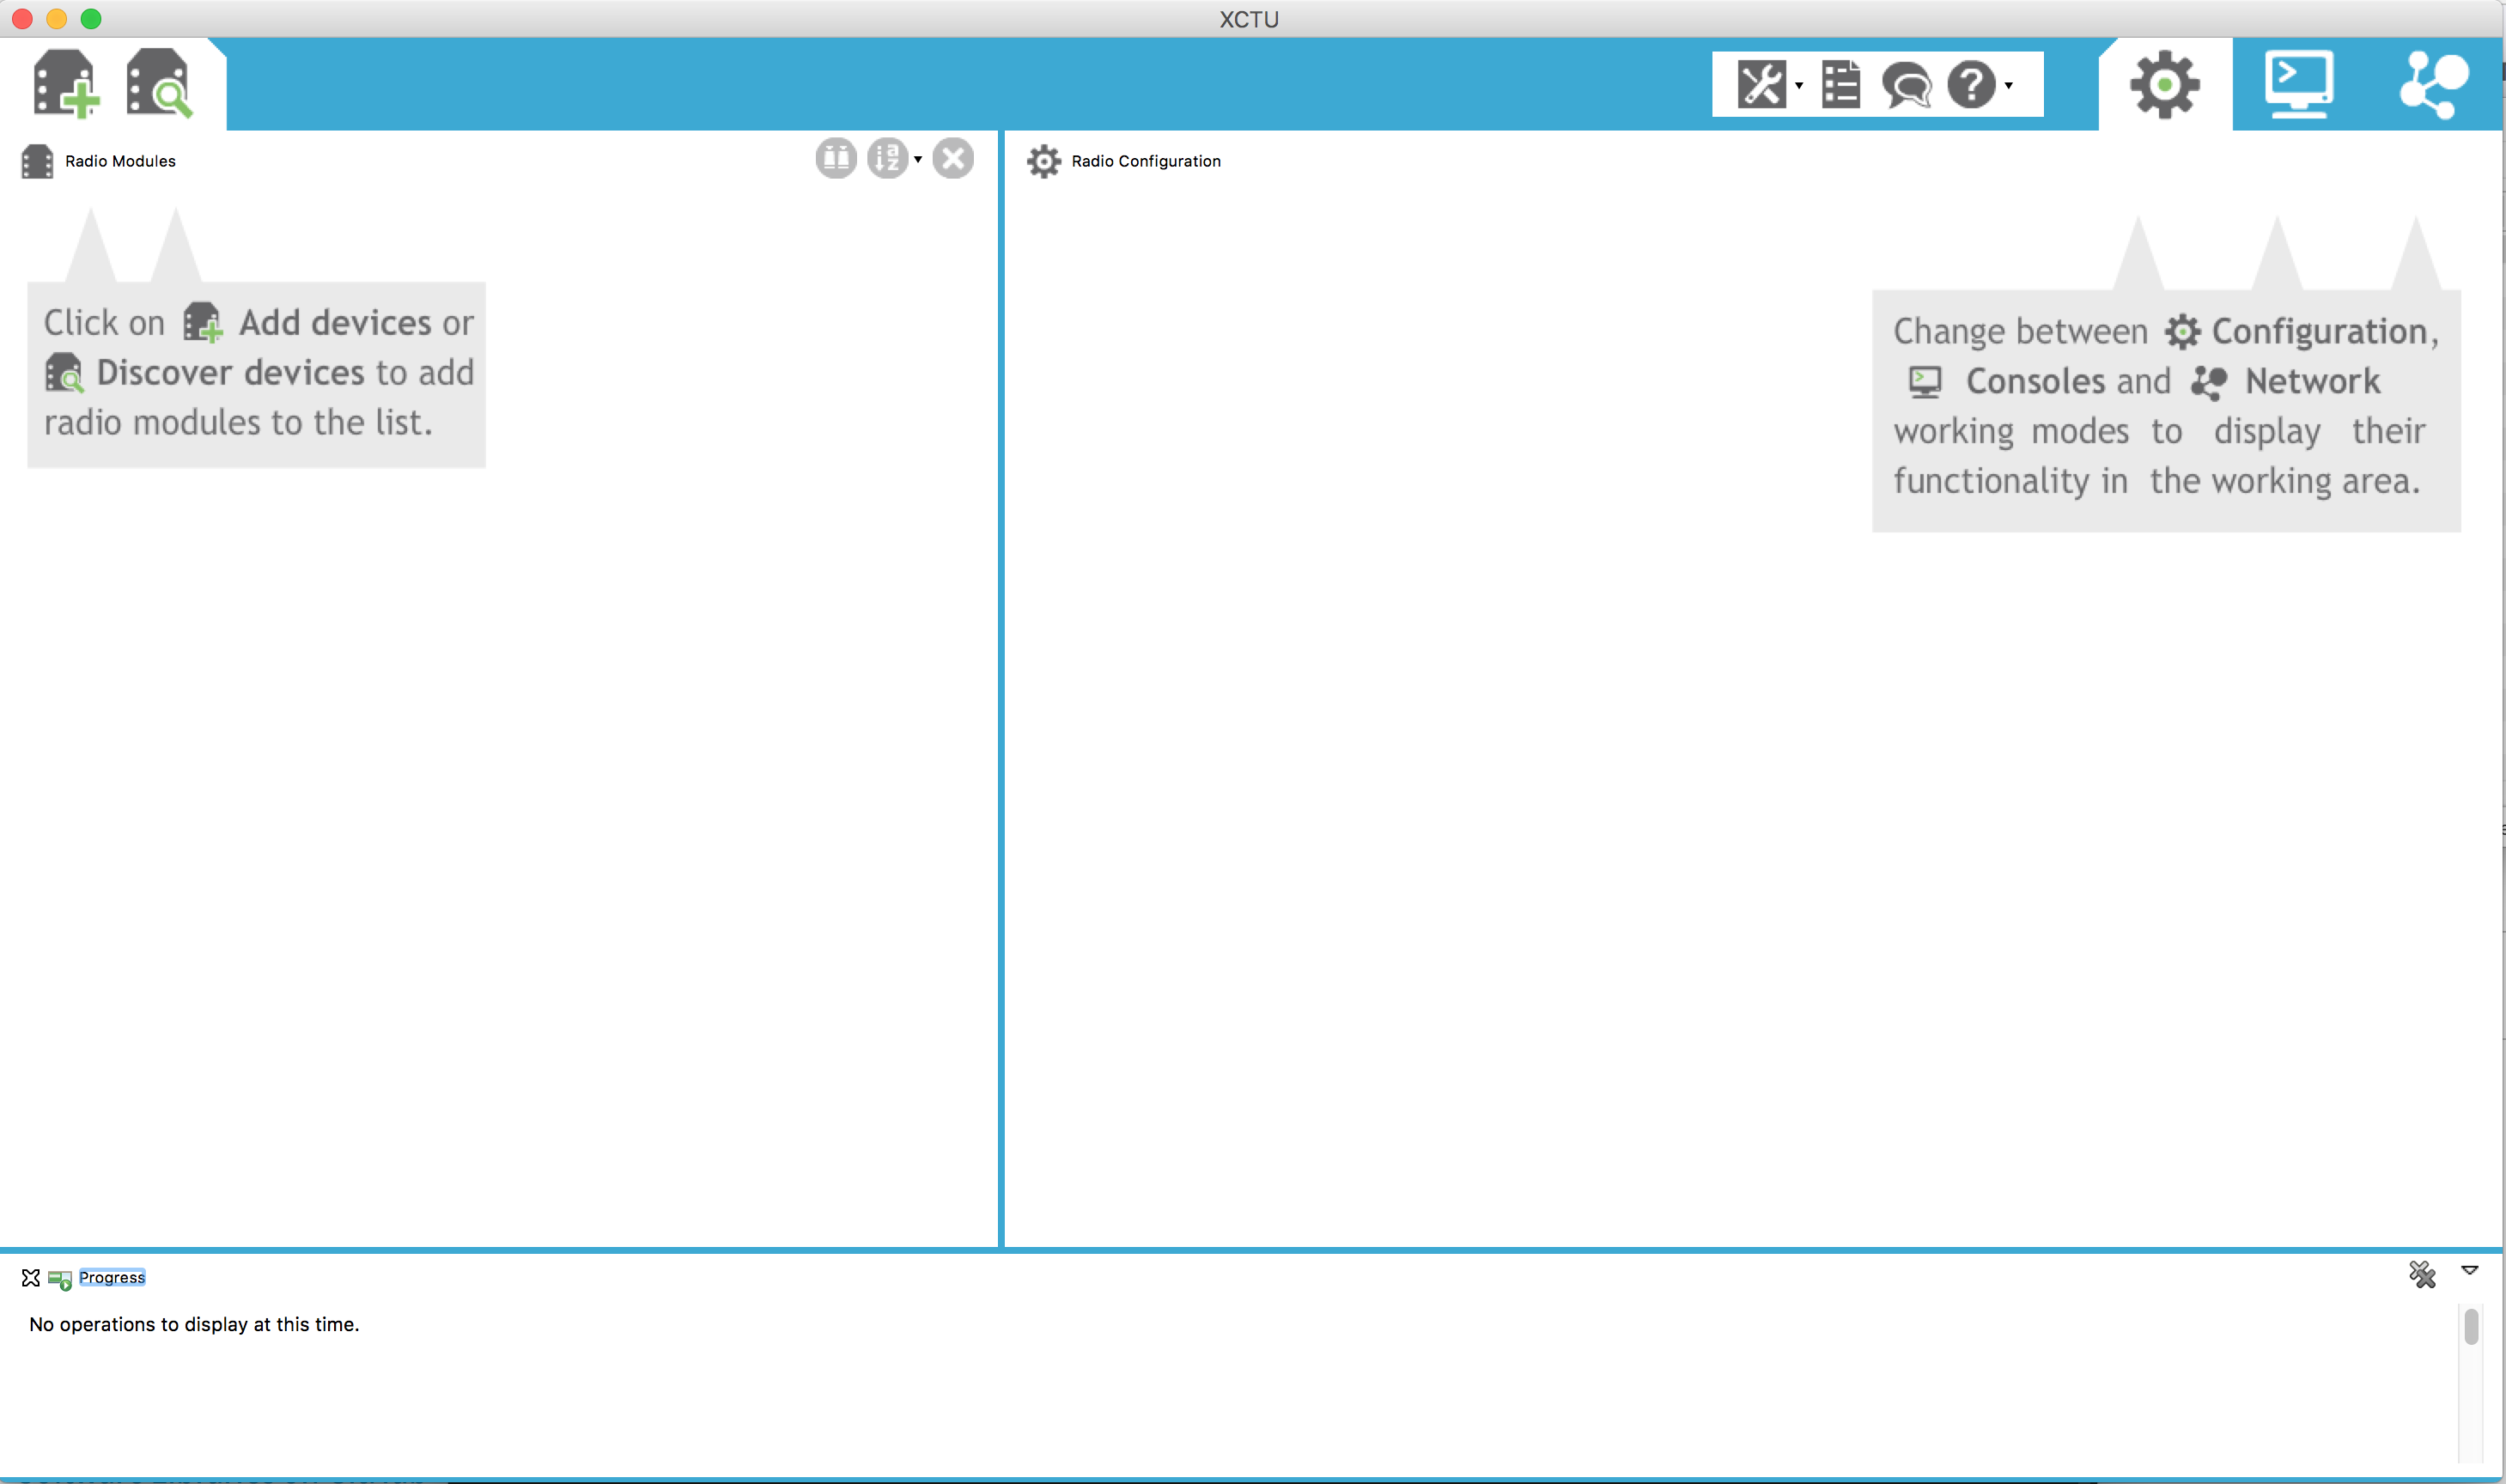 XCTU
Radio Modules
Radio Configuration
Click on Add devices or
Discover devices to add
radio modules to the list.
Change between Configuration,
Consoles and Network
working modes to display their
functionality in the working area.
Progress
No operations to display at this time.